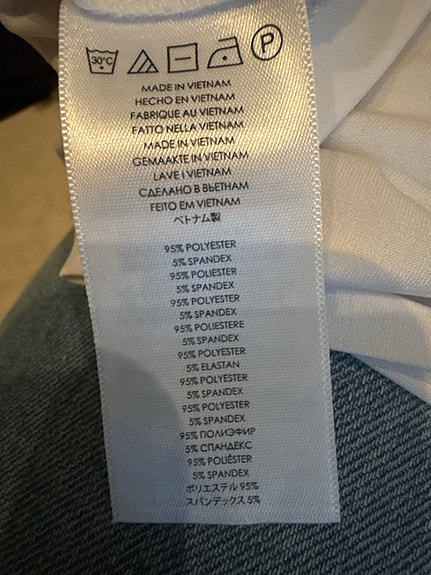 30°C P
MADE IN VIETNAM
HECHO EN VIETNAM
FABRIQUE AU VIETNAM
FATTO NELLA VIETNAM
MADE IN VIETNAM
GEMAAKTE IN VIETNAM
LAVE I VIETNAM
СДЕЛАНО В ВЬЕТНАМ
FEITO EM VIETNAM
ベトナム製
95% POLYESTER
5% SPANDEX
95% POLIESTER
5% SPANDEX
95% POLYESTER
5% SPANDEX
95% POLIESTERE
5% SPANDEX
95% POLYESTER
5% ELASTAN
95% POLYESTER
5% SPANDEX
95% POLYESTER
5% SPANDEX
95% ПОЛИЭФИР
5% СПАНДЕКС
95% POLIÉSTER
5% SPANDEX
ポリエステル 95%
スパンデックス 5%